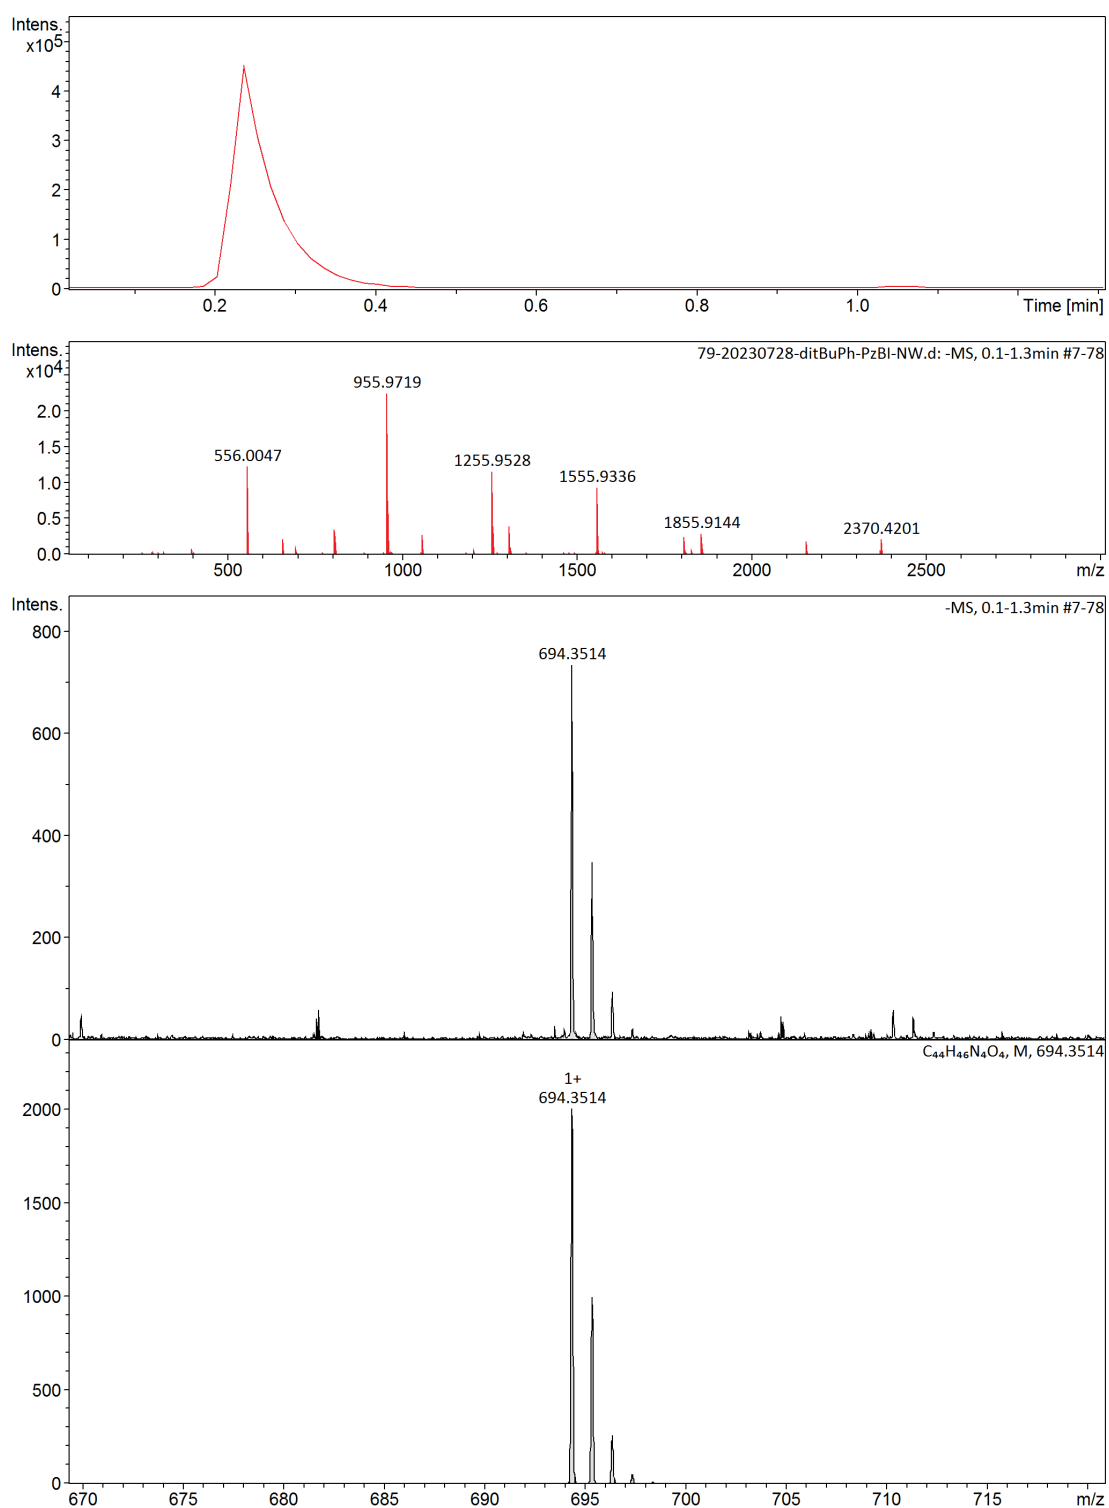 Intens.
x10⁵
4
3
2
1
0
0.2 0.4 0.6 0.8 1.0 Time [min]
Intens.
x10⁴
79-20230728-ditBuPh-PzBI-NW.d: -MS, 0.1-1.3min #7-78
2.0
1.5
1.0
0.5
0.0
955.9719
556.0047
1255.9528
1555.9336
1855.9144
2370.4201
500 1000 1500 2000 2500 m/z
Intens.
-MS, 0.1-1.3min #7-78
800
600
400
200
0
694.3514
C₄₄H₄₆N₄O₄, M, 694.3514
1+
694.3514
2000
1500
1000
500
0
670 675 680 685 690 695 700 705 710 715 m/z